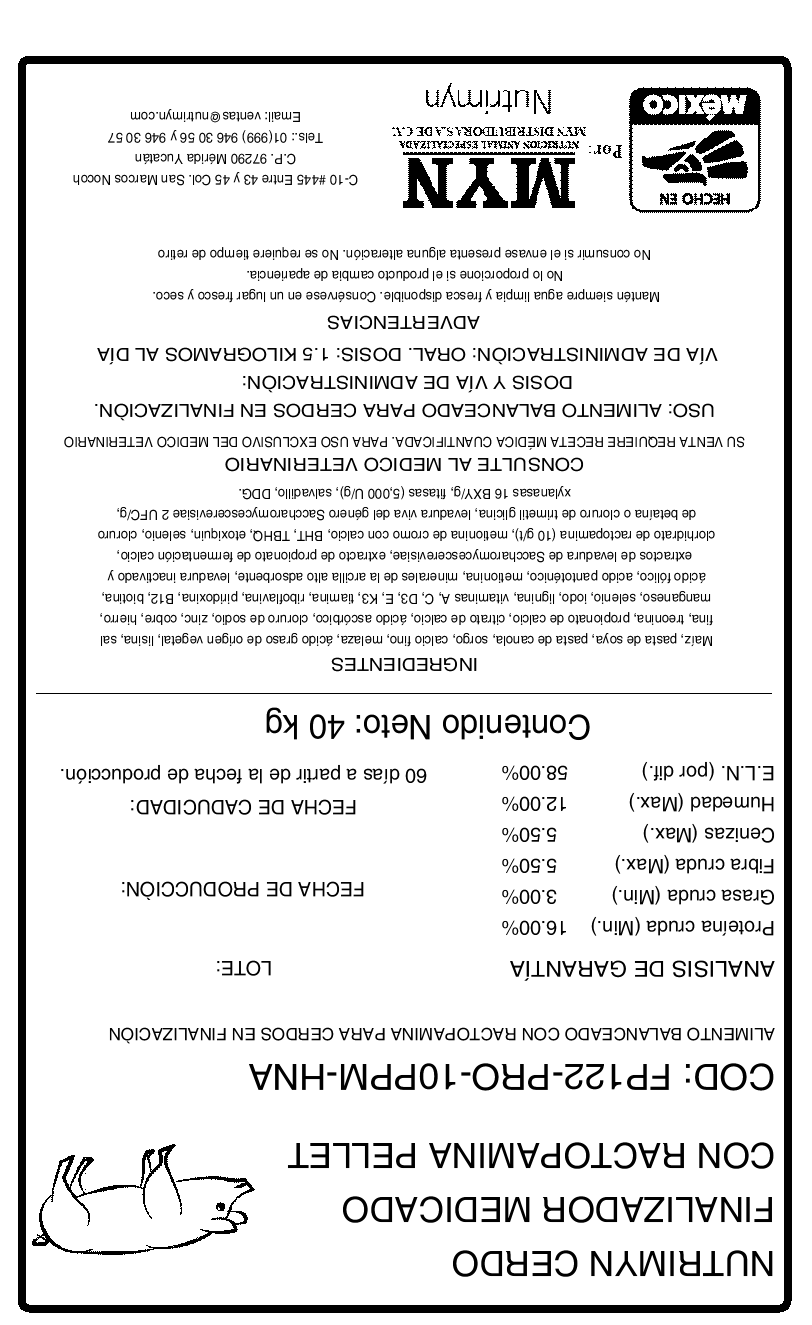 NUTRIMYN CERDO
FINALIZADOR MEDICADO
CON RACTOPAMINA PELLET
COD: FP122-PRO-10PPM-HNA
ALIMENTO BALANCEADO CON RACTOPAMINA PARA CERDOS EN FINALIZACIÒN
ANALISIS DE GARANTÍA
Proteína cruda (Min.) 16.00%
Grasa cruda (Min.) 3.00%
Fibra cruda (Max.) 5.50%
Cenizas (Max.) 5.50%
Humedad (Max.) 12.00%
E.L.N. (por dif.) 58.00%
LOTE:
FECHA DE PRODUCCIÒN:
FECHA DE CADUCIDAD:
60 días a partir de la fecha de producción.
Contenido Neto: 40 kg
INGREDIENTES
Maíz, pasta de soya, pasta de canola, sorgo, calcio fino, melaza, ácido graso de origen vegetal, lisina, sal
fina, treonina, propionato de calcio, citrato de calcio, ácido ascórbico, cloruro de sodio, zinc, cobre, hierro,
manganeso, selenio, iodo, lignina, vitaminas A, C, D3, E, K3, tiamina, riboflavina, piridoxina, B12, biotina,
ácido fólico, acido pantoténico, metionina, minerales de la arcilla alto adsorbente, levadura inactivado y
extractos de levadura de Saccharomycescerevisiae, extracto de propionato de fermentación calcio,
clorhidrato de ractopamina (10 g/t), metionina de cromo con calcio, BHT, TBHQ, etoxiquin, selenio, cloruro
de betaína o cloruro de trimetil glicina, levadura viva del género Saccharomycescerevisiae 2 UFC/g,
xylanasas 16 BXY/g, fitasas (5,000 U/g), salvadillo, DDG.
CONSULTE AL MEDICO VETERINARIO
SU VENTA REQUIERE RECETA MÉDICA CUANTIFICADA. PARA USO EXCLUSIVO DEL MEDICO VETERINARIO
USO: ALIMENTO BALANCEADO PARA CERDOS EN FINALIZACIÒN.
DOSIS Y VÍA DE ADMINISTRACIÒN:
VÍA DE ADMINISTRACIÒN: ORAL. DOSIS: 1.5 KILOGRAMOS AL DÍA
ADVERTENCIAS
Mantén siempre agua limpia y fresca disponible. Consérvese en un lugar fresco y seco.
No lo proporcione si el producto cambia de apariencia.
No consumir si el envase presenta alguna alteración. No se requiere tiempo de retiro
HECHO EN
MÉXICO
Por:
MYN
NUTRICION ANIMAL ESPECIALIZADA
MYN DISTRIBUIDORA S.A DE C.V.
Nutrimyn
C-10 #445 Entre 43 y 45 Col. San Marcos Nocoh
C.P. 97290 Mérida Yucatán
Tels.: 01(999) 946 30 56 y 946 30 57
Email: ventas@nutrimyn.com